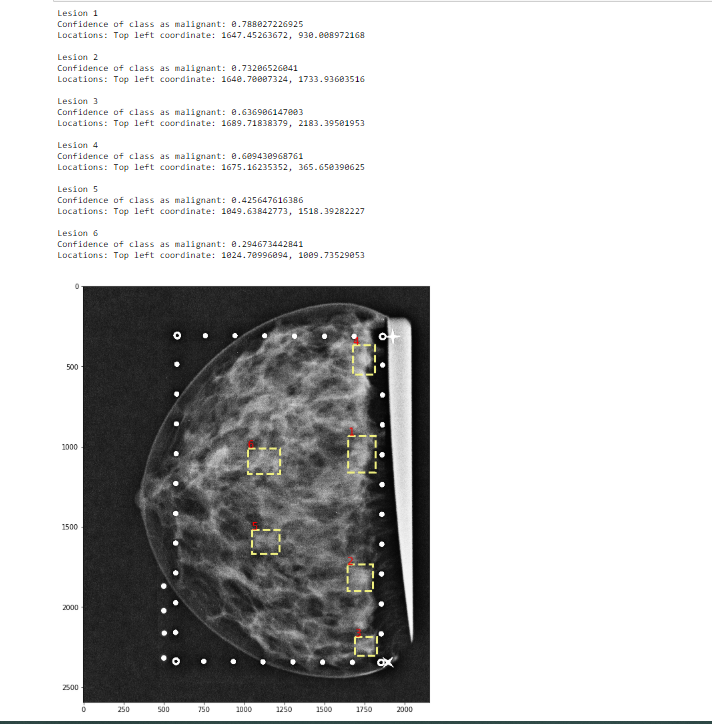 Lesion 1
Confidence of class as malignant: 0.788027226925
Locations: Top left coordinate: 1647.45263672, 930.008972168
Lesion 2
Confidence of class as malignant: 0.73206526041
Locations: Top left coordinate: 1640.70007324, 1733.93603516
Lesion 3
Confidence of class as malignant: 0.636906147003
Locations: Top left coordinate: 1689.71838379, 2183.39501953
Lesion 4
Confidence of class as malignant: 0.609430968761
Locations: Top left coordinate: 1675.16235352, 365.650390625
Lesion 5
Confidence of class as malignant: 0.425647616386
Locations: Top left coordinate: 1049.63842773, 1518.39282227
Lesion 6
Confidence of class as malignant: 0.294673442841
Locations: Top left coordinate: 1024.70996094, 1009.73529053
0
500
1000
1500
2000
2500
0 250 500 750 1000 1250 1500 1750 2000